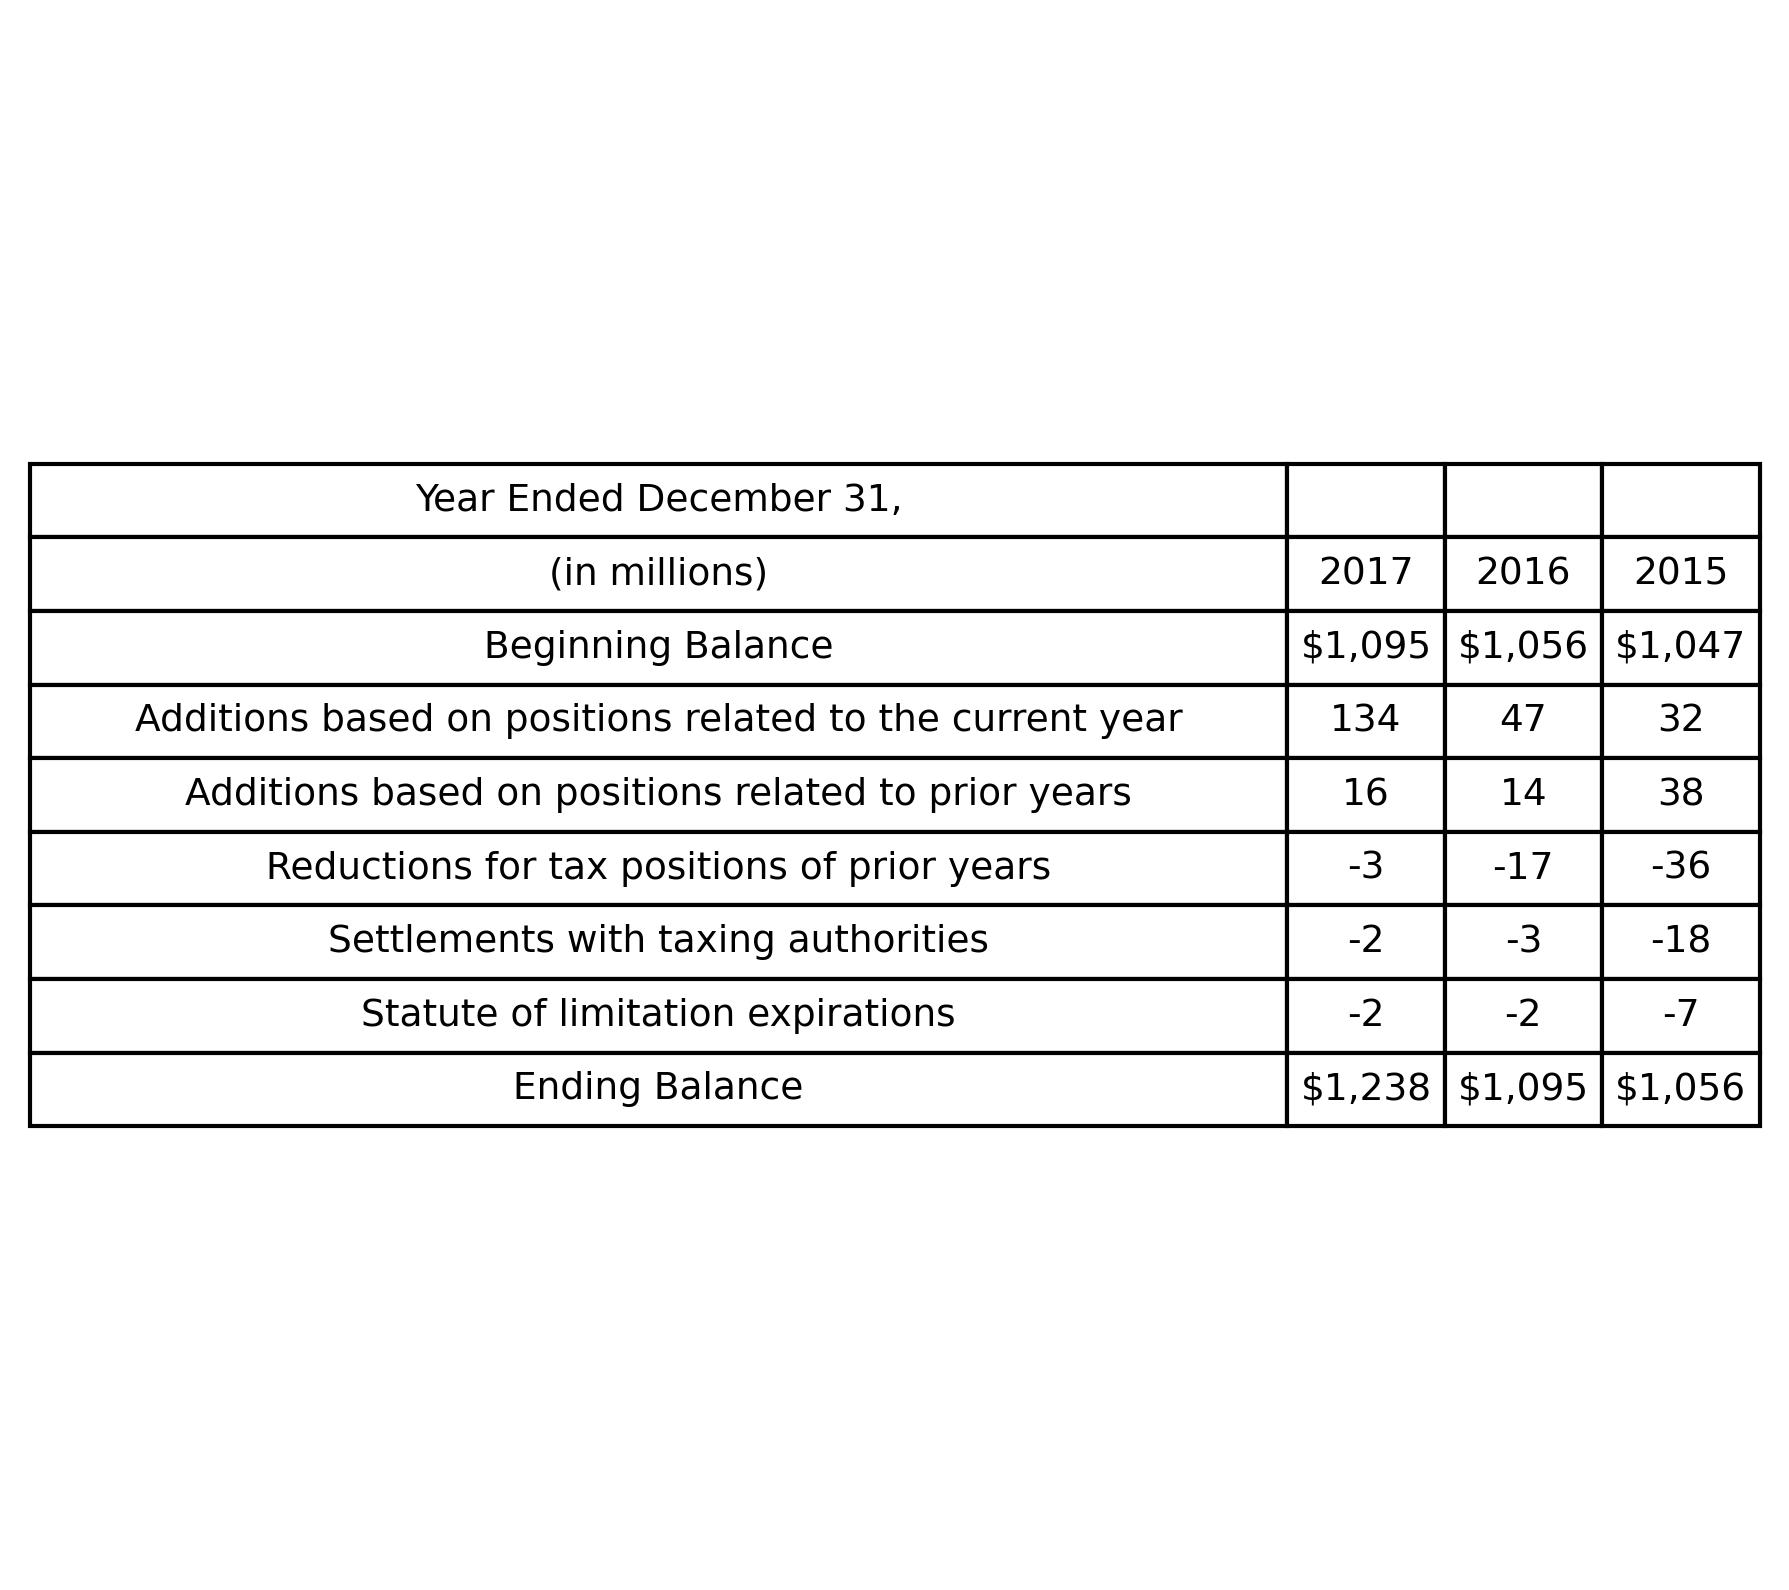 Year Ended December 31,
(in millions) 2017 2016 2015
Beginning Balance $1,095 $1,056 $1,047
Additions based on positions related to the current year 134 47 32
Additions based on positions related to prior years 16 14 38
Reductions for tax positions of prior years -3 -17 -36
Settlements with taxing authorities -2 -3 -18
Statute of limitation expirations -2 -2 -7
Ending Balance $1,238 $1,095 $1,056